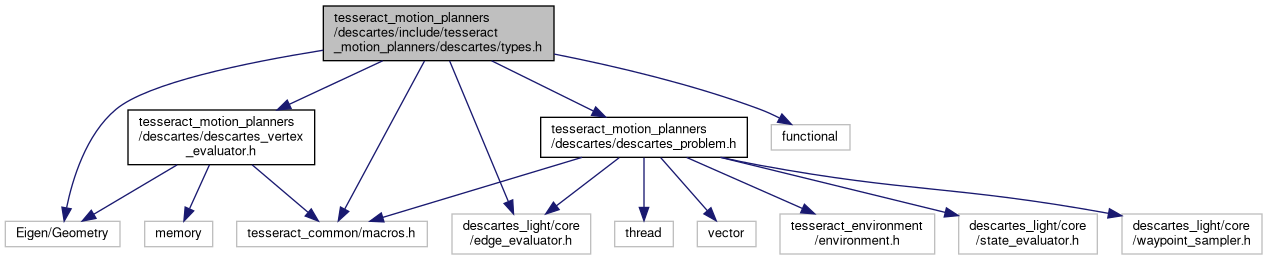 tesseract_motion_planners
/descartes/include/tesseract
_motion_planners/descartes/types.h
tesseract_motion_planners
/descartes/descartes_vertex
_evaluator.h
tesseract_motion_planners
/descartes/descartes_problem.h
functional
Eigen/Geometry
memory
tesseract_common/macros.h
descartes_light/core
/edge_evaluator.h
thread
vector
tesseract_environment
/environment.h
descartes_light/core
/state_evaluator.h
descartes_light/core
/waypoint_sampler.h